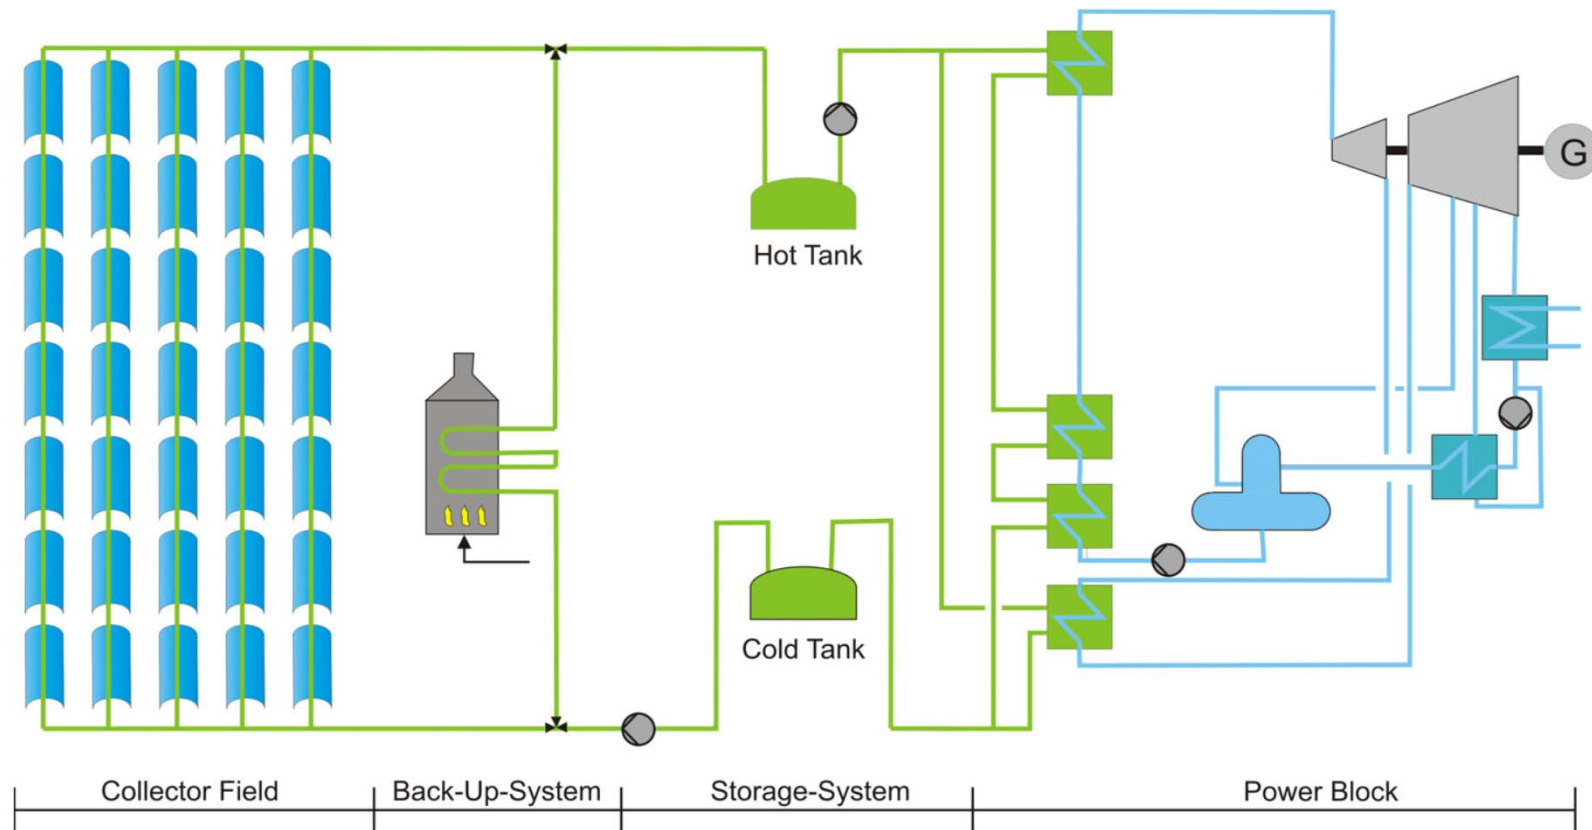 G
Hot Tank
Cold Tank
Collector Field
Back-Up-System
Storage-System
Power Block